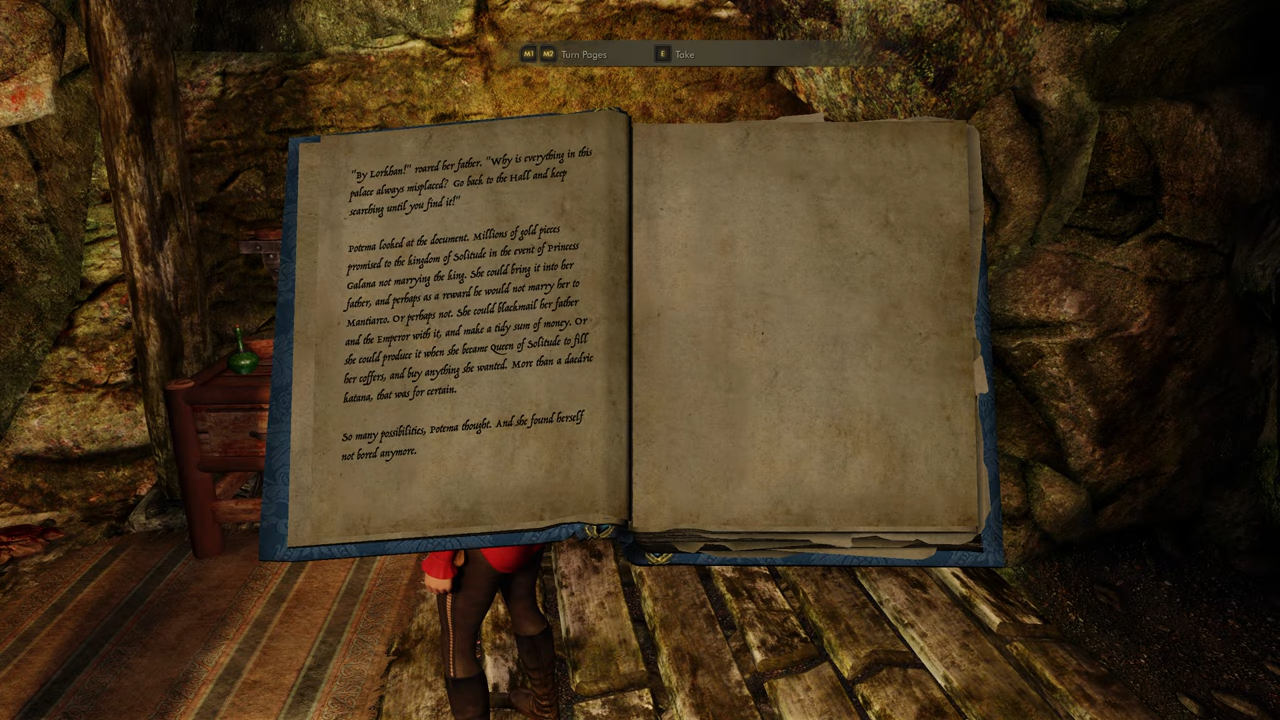 M1 M2 Turn Pages E Take
"By Lorkhan!" roared her father. "Why is everything in this
palace always misplaced? Go back to the Hall and keep
searching until you find it!"
Potema looked at the document. Millions of gold pieces
promised to the kingdom of Solitude in the event of Princess
Galana not marrying the king. She could bring it into her
father, and perhaps as a reward he would not marry her to
Mantiarco. Or perhaps not. She could blackmail her father
and the Emperor with it, and make a tidy sum of money. Or
she could produce it when she became Queen of Solitude to fill
her coffers, and buy anything she wanted. More than a daedric
katana, that was for certain.
So many possibilities, Potema thought. And she found herself
not bored anymore.